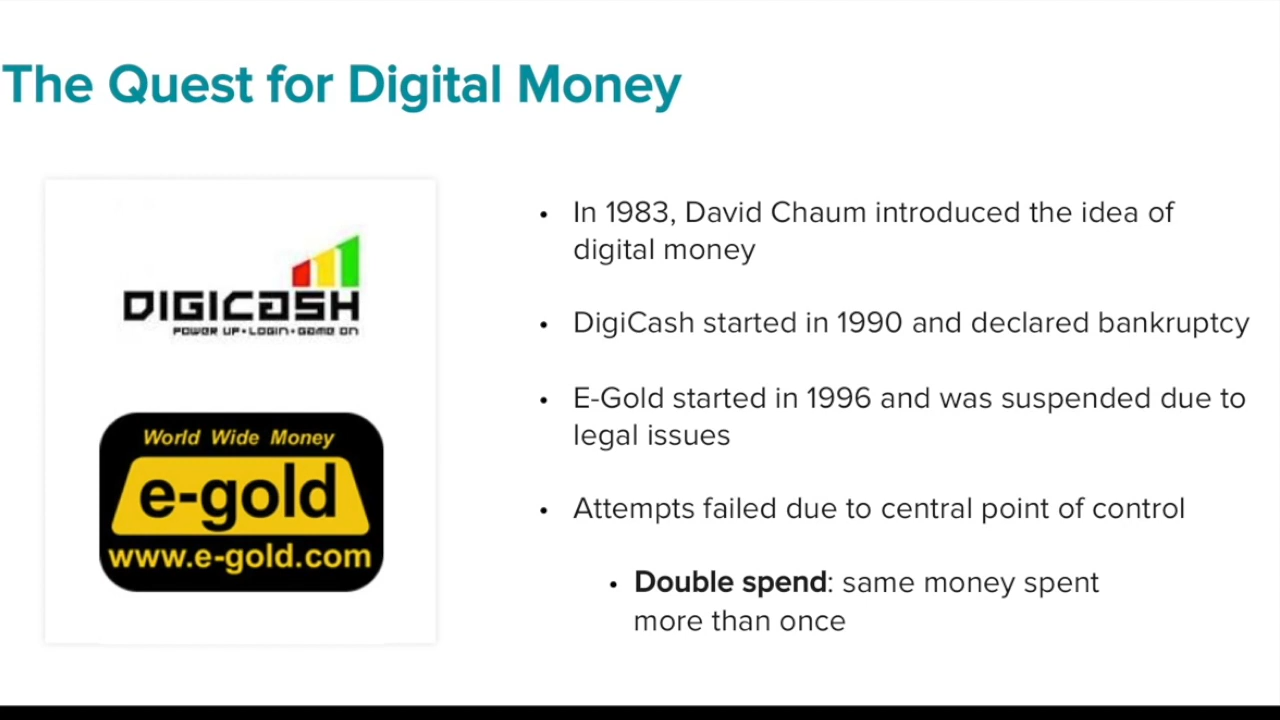 The Quest for Digital Money
DIGICASH
POWER UP•LOGIN•GAME ON
World Wide Money
e-gold
www.e-gold.com
• In 1983, David Chaum introduced the idea of
digital money
• DigiCash started in 1990 and declared bankruptcy
• E-Gold started in 1996 and was suspended due to
legal issues
• Attempts failed due to central point of control
• Double spend: same money spent
more than once